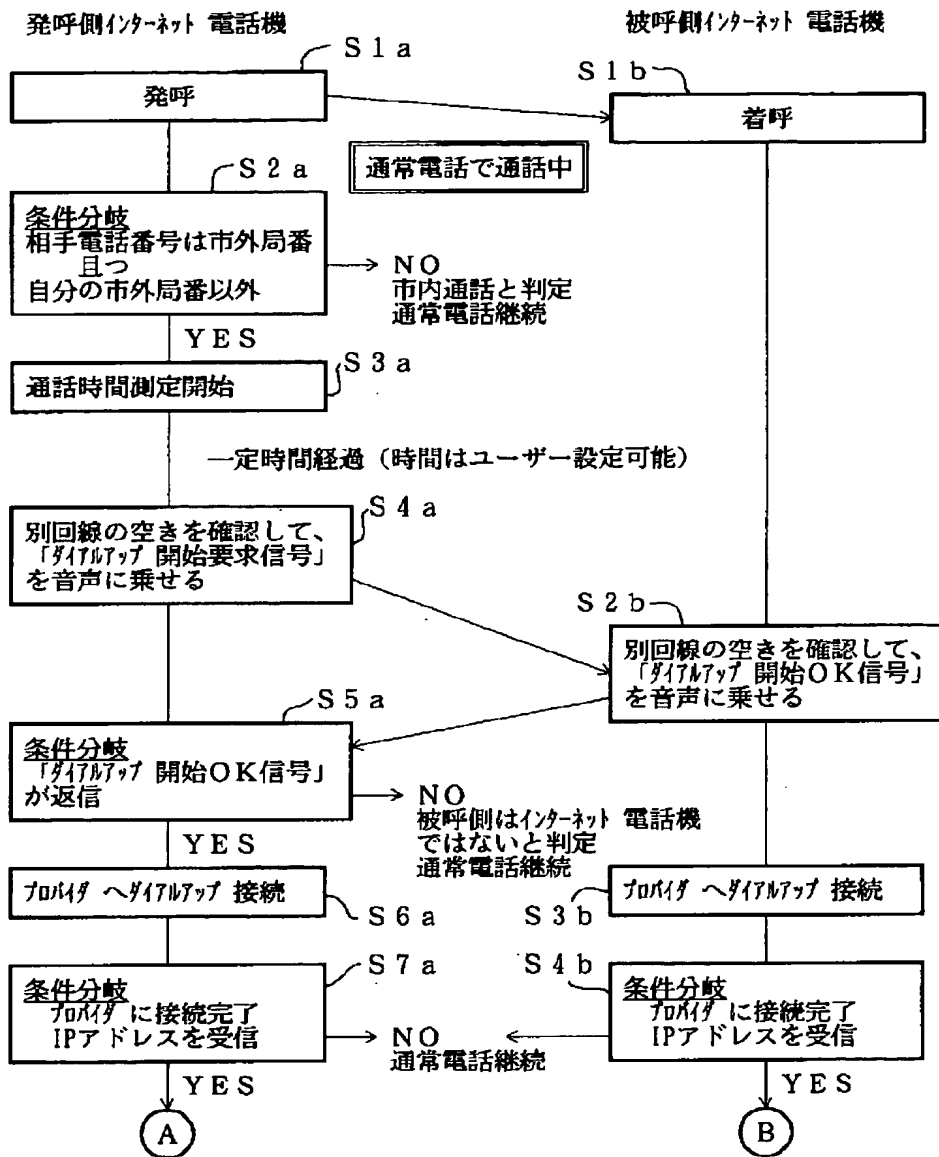 発呼側インターネット 電話機
被呼側インターネット 電話機
S1a
発呼
S1b
着呼
通常電話で通話中
S2a
条件分岐
相手電話番号は市外局番
且つ
自分の市外局番以外
NO
市内通話と判定
通常電話継続
YES
S3a
通話時間測定開始
一定時間経過（時間はユーザー設定可能）
S4a
別回線の空きを確認して、
「ダイアルアップ 開始要求信号」
を音声に乗せる
S2b
別回線の空きを確認して、
「ダイアルアップ 開始OK信号」
を音声に乗せる
S5a
条件分岐
「ダイアルアップ 開始OK信号」
が返信
NO
被呼側はインターネット 電話機
ではないと判定
通常電話継続
YES
プロバイダ へダイアルアップ 接続
S6a
プロバイダ へダイアルアップ 接続
S3b
S7a
条件分岐
プロバイダ に接続完了
IPアドレスを受信
S4b
条件分岐
プロバイダ に接続完了
IPアドレスを受信
NO
通常電話継続
YES
YES
A
B